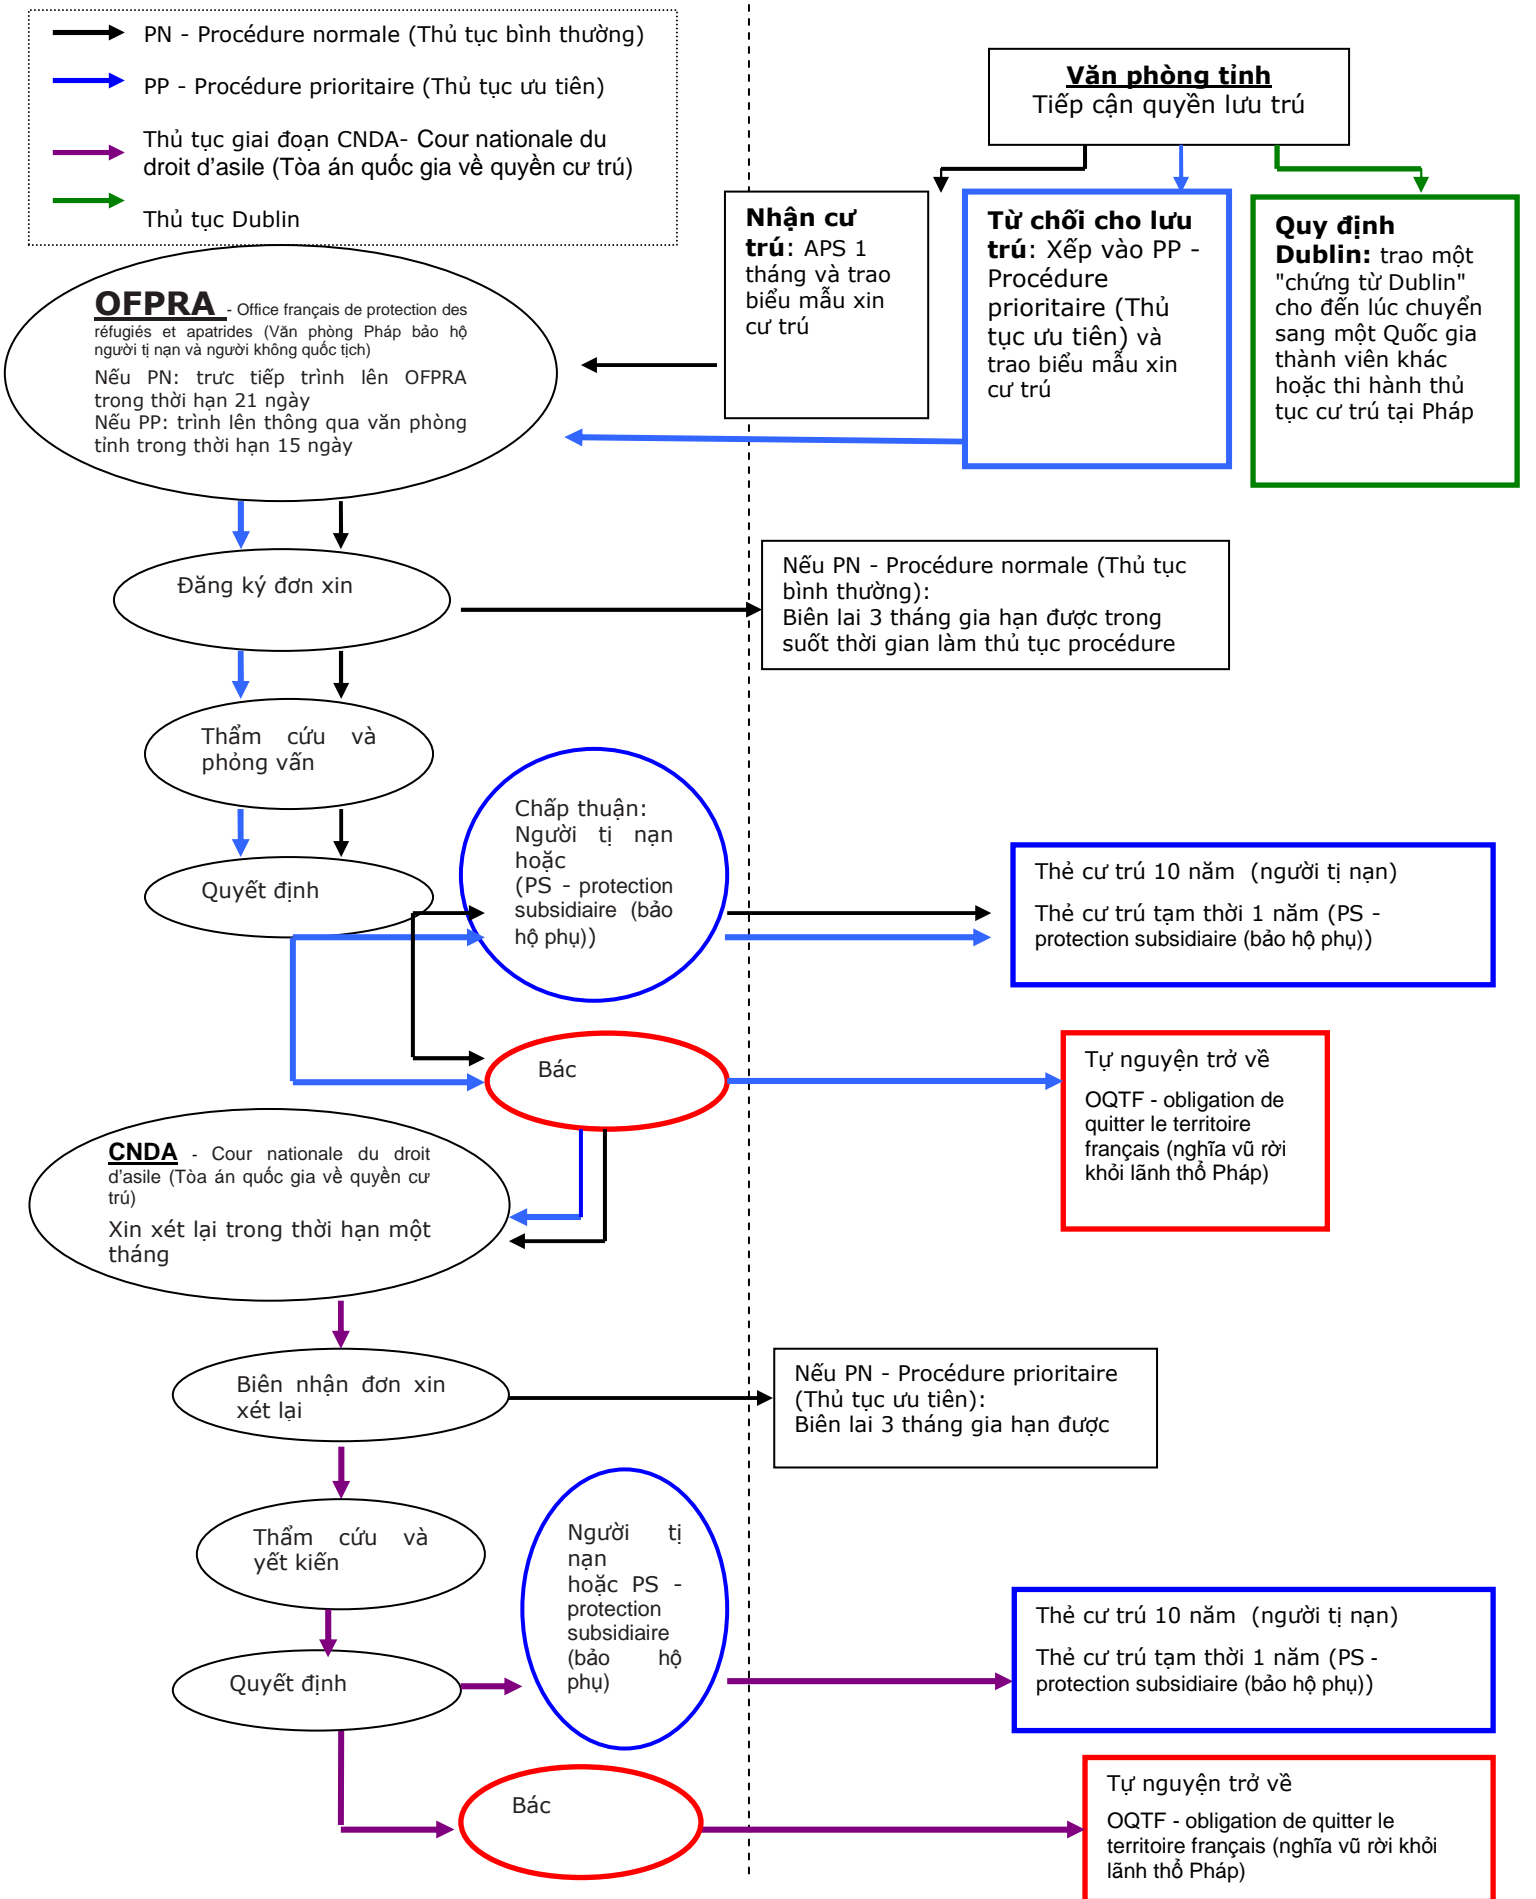 PN - Procédure normale (Thủ tục bình thường)
PP - Procédure prioritaire (Thủ tục ưu tiên)
Thủ tục giai đoạn CNDA- Cour nationale du
droit d'asile (Tòa án quốc gia về quyền cư trú)
Thủ tục Dublin
Văn phòng tỉnh
Tiếp cận quyền lưu trú
Nhận cư
trú: APS 1
tháng và trao
biểu mẫu xin
cư trú
Từ chối cho lưu
trú: Xếp vào PP -
Procédure
prioritaire (Thủ
tục ưu tiên) và
trao biểu mẫu xin
cư trú
Quy định
Dublin: trao một
"chứng từ Dublin"
cho đến lúc chuyển
sang một Quốc gia
thành viên khác
hoặc thi hành thủ
tục cư trú tại Pháp
OFPRA - Office français de protection des
réfugiés et apatrides (Văn phòng Pháp bảo hộ
người tị nạn và người không quốc tịch)
Nếu PN: trực tiếp trình lên OFPRA
trong thời hạn 21 ngày
Nếu PP: trình lên thông qua văn phòng
tỉnh trong thời hạn 15 ngày
Đăng ký đơn xin
Nếu PN - Procédure normale (Thủ tục
bình thường):
Biên lai 3 tháng gia hạn được trong
suốt thời gian làm thủ tục procédure
Thẩm cứu và
phỏng vấn
Chấp thuận:
Người tị nạn
hoặc
(PS - protection
subsidiaire (bảo
hộ phụ))
Quyết định
Thẻ cư trú 10 năm (người tị nạn)
Thẻ cư trú tạm thời 1 năm (PS -
protection subsidiaire (bảo hộ phụ))
Bác
Tự nguyện trở về
OQTF - obligation de
quitter le territoire
français (nghĩa vũ rời
khỏi lãnh thổ Pháp)
CNDA - Cour nationale du droit
d'asile (Tòa án quốc gia về quyền cư
trú)
Xin xét lại trong thời hạn một
tháng
Biên nhận đơn xin
xét lại
Nếu PN - Procédure prioritaire
(Thủ tục ưu tiên):
Biên lai 3 tháng gia hạn được
Thẩm cứu và
yết kiến
Người tị
nạn
hoặc PS -
protection
subsidiaire
(bảo hộ
phụ)
Quyết định
Thẻ cư trú 10 năm (người tị nạn)
Thẻ cư trú tạm thời 1 năm (PS -
protection subsidiaire (bảo hộ phụ))
Bác
Tự nguyện trở về
OQTF - obligation de quitter le
territoire français (nghĩa vũ rời khỏi
lãnh thổ Pháp)